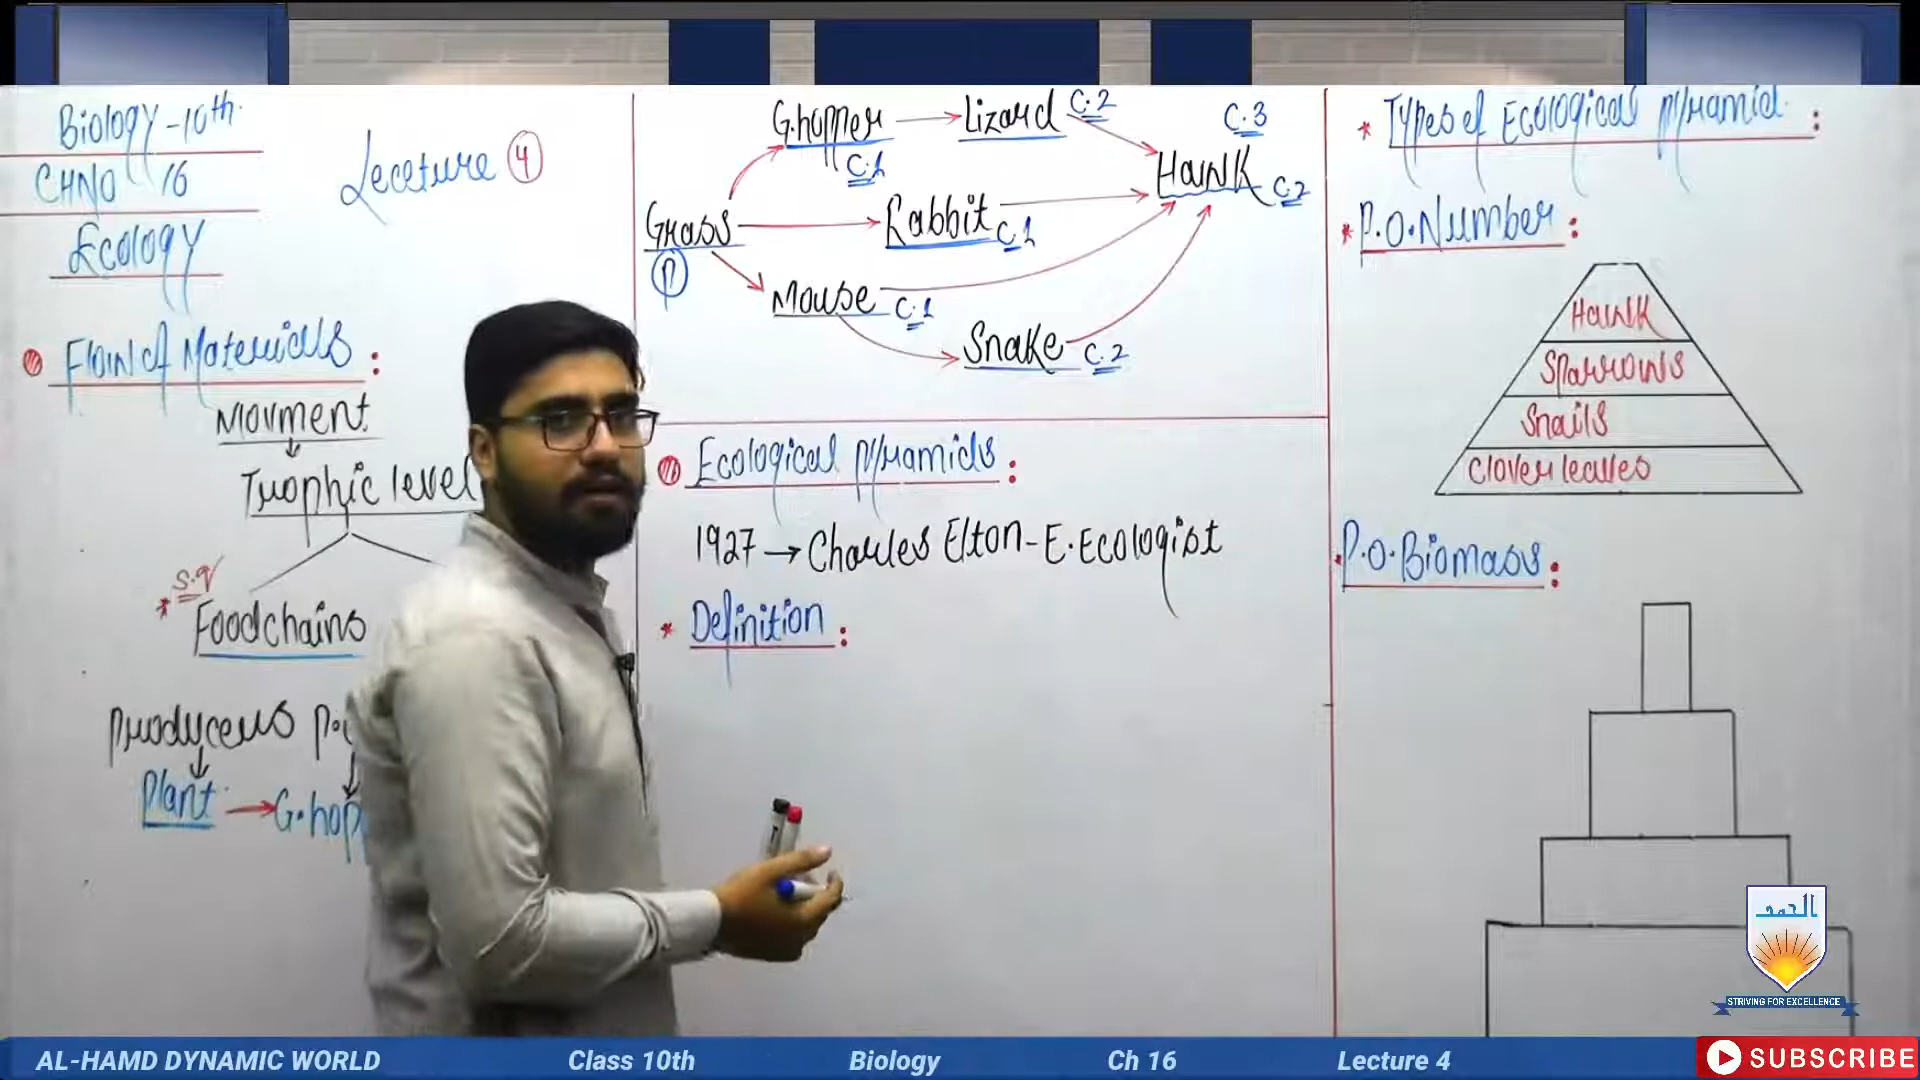 Biology-10th
CHNO 16
Ecology
Leceture 4
Flow of Materials :
Movment
Trophic level
* S.q
Foodchains
Producers P.
Plant → G.hop
G.hopper → Lizard C.2
C.1
C.3
Hawk C.2
Grass → Rabbit C.1
P
Mouse C.1
Snake C.2
Ecological Pyramids :
1927 → Charles Elton-E.Ecologist
* Definition :
* Types of Ecological Pyramid :
* P.O.Number :
Hawk
Sparrows
Snails
Clover leaves
P.O.Biomass :
الحمد
STRIVING FOR EXCELLENCE
AL-HAMD DYNAMIC WORLD Class 10th Biology Ch 16 Lecture 4
SUBSCRIBE